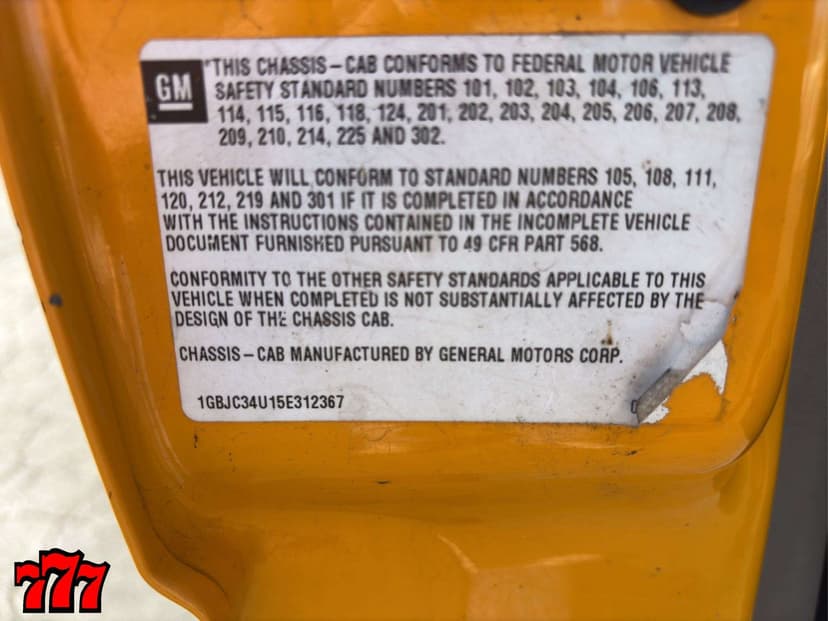 GM
*THIS CHASSIS-CAB CONFORMS TO FEDERAL MOTOR VEHICLE
SAFETY STANDARD NUMBERS 101, 102, 103, 104, 106, 113,
114, 115, 116, 118, 124, 201, 202, 203, 204, 205, 206, 207, 208,
209, 210, 214, 225 AND 302.
THIS VEHICLE WILL CONFORM TO STANDARD NUMBERS 105, 108, 111,
120, 212, 219 AND 301 IF IT IS COMPLETED IN ACCORDANCE
WITH THE INSTRUCTIONS CONTAINED IN THE INCOMPLETE VEHICLE
DOCUMENT FURNISHED PURSUANT TO 49 CFR PART 568.
CONFORMITY TO THE OTHER SAFETY STANDARDS APPLICABLE TO THIS
VEHICLE WHEN COMPLETED IS NOT SUBSTANTIALLY AFFECTED BY THE
DESIGN OF THE CHASSIS CAB.
CHASSIS-CAB MANUFACTURED BY GENERAL MOTORS CORP.
1GBJC34U15E312367
777